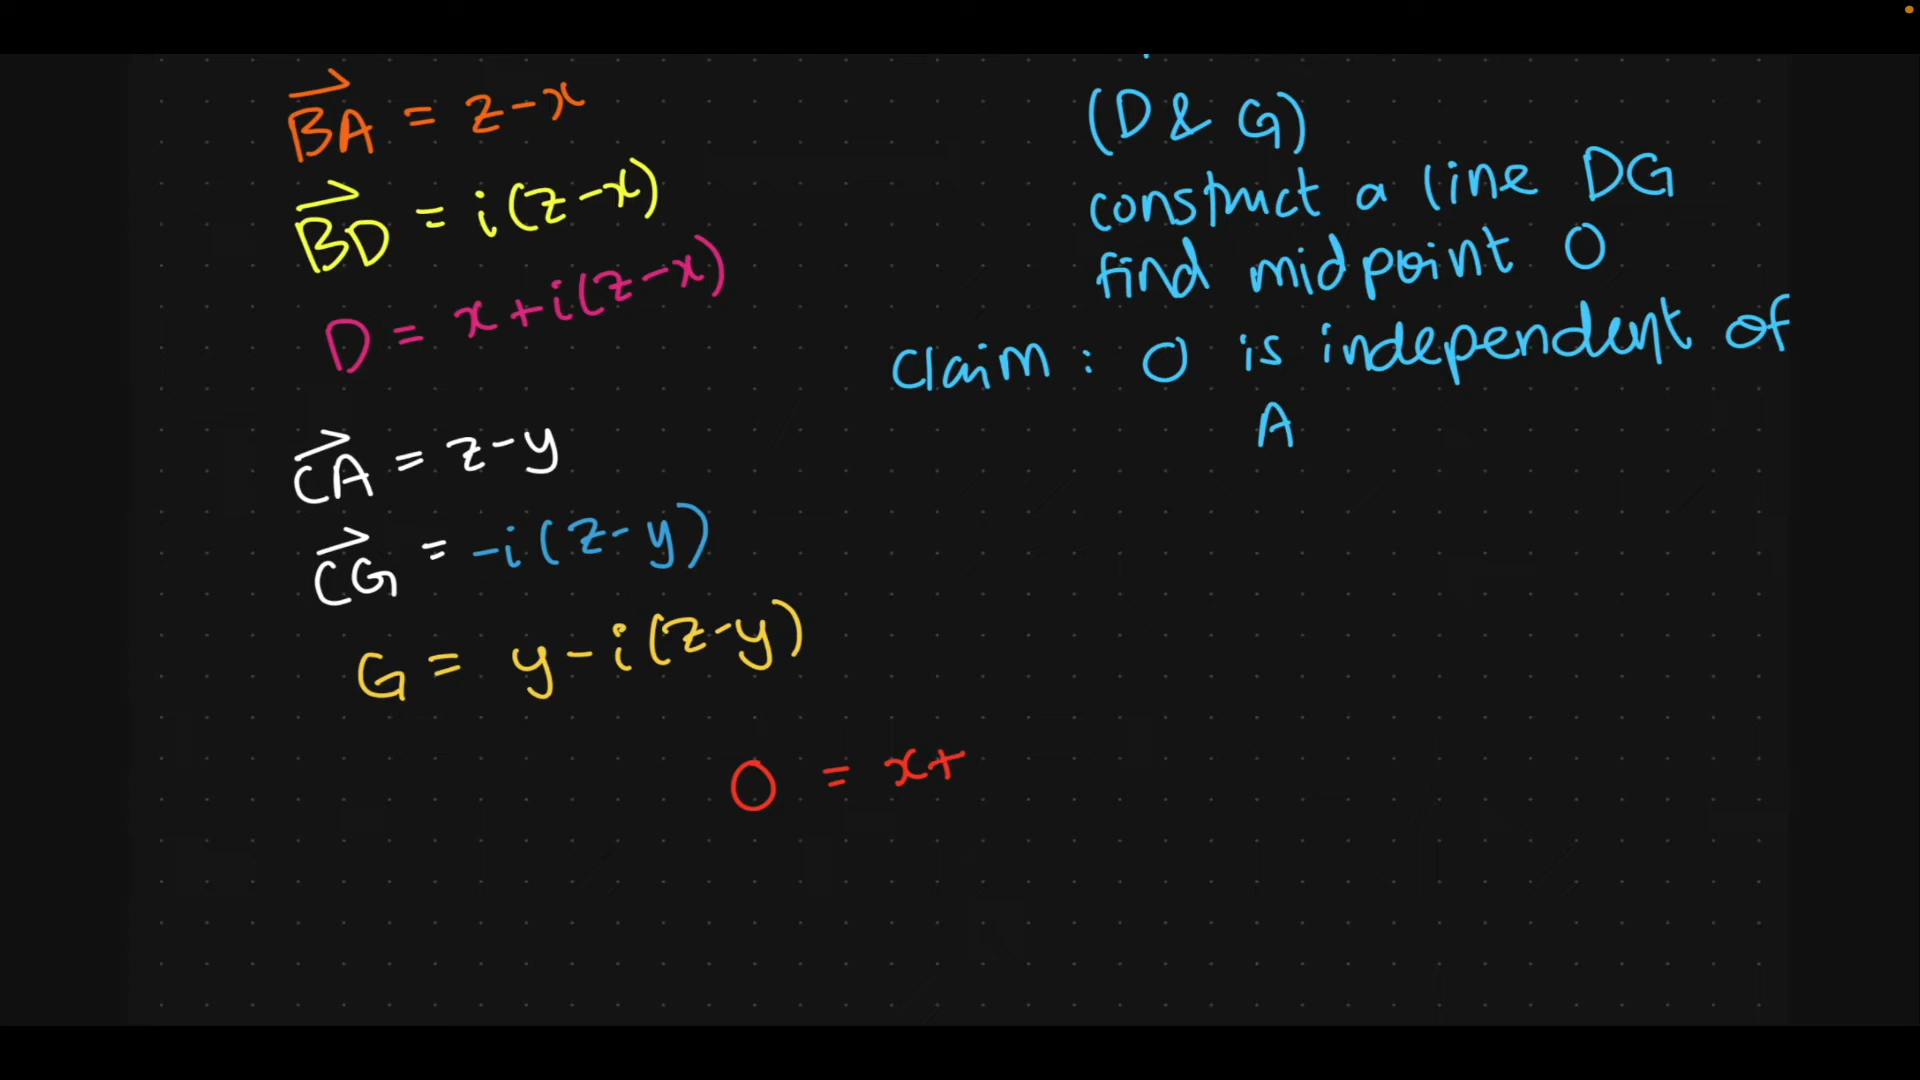 BA = z-x
BD = i(z-x)
D = x+i(z-x)
CA = z-y
CG = -i(z-y)
G = y-i(z-y)
(D & G)
construct a line DG
find midpoint O
Claim: O is independent of
A
O = x+